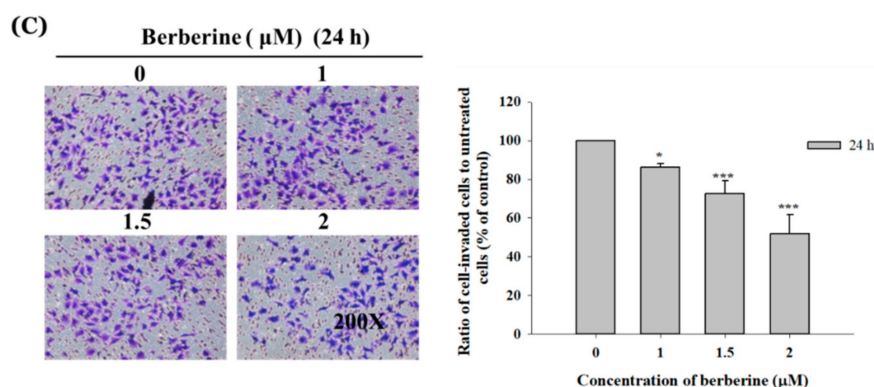 (C)
Berberine ( μM) (24 h)
0 1
1.5 2
200X
Ratio of cell-invaded cells to untreated
cells (% of control)
120
100
80
60
40
20
0
* 
***
***
24 h
0 1 1.5 2
Concentration of berberine (μM)